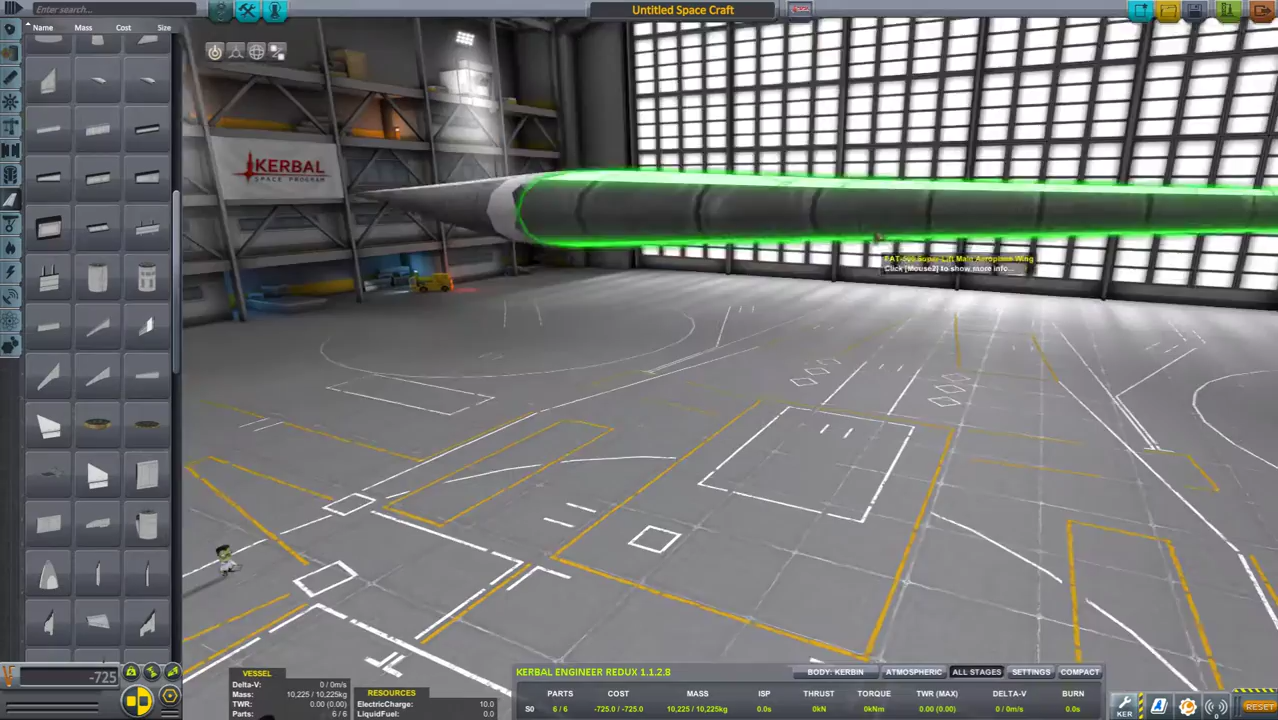 Kerbal...
Untitled Space Craft
Name Mass Cost Size
KERBAL
SPACE PROGRAM
FAT-500 Super-Lift Main Aeroplane Wing
Click [Mouse2] to show more info...
-725
VESSEL
Delta-V: 0 / 0m/s
Mass: 10,225 / 10,225kg
TWR: 0.00 (0.00)
Parts: 6 / 6
RESOURCES
ElectricCharge: 10.0
LiquidFuel: 0.0
KERBAL ENGINEER REDUX 1.1.2.8
BODY: KERBIN ATMOSPHERIC ALL STAGES SETTINGS COMPACT
PARTS COST MASS ISP THRUST TORQUE TWR (MAX) DELTA-V BURN
S0 6 / 6 -725.0 / -725.0 10,225 / 10,225kg 0.0s 0kN 0kNm 0.00 (0.00) 0 / 0m/s 0.0s
KER
RESET